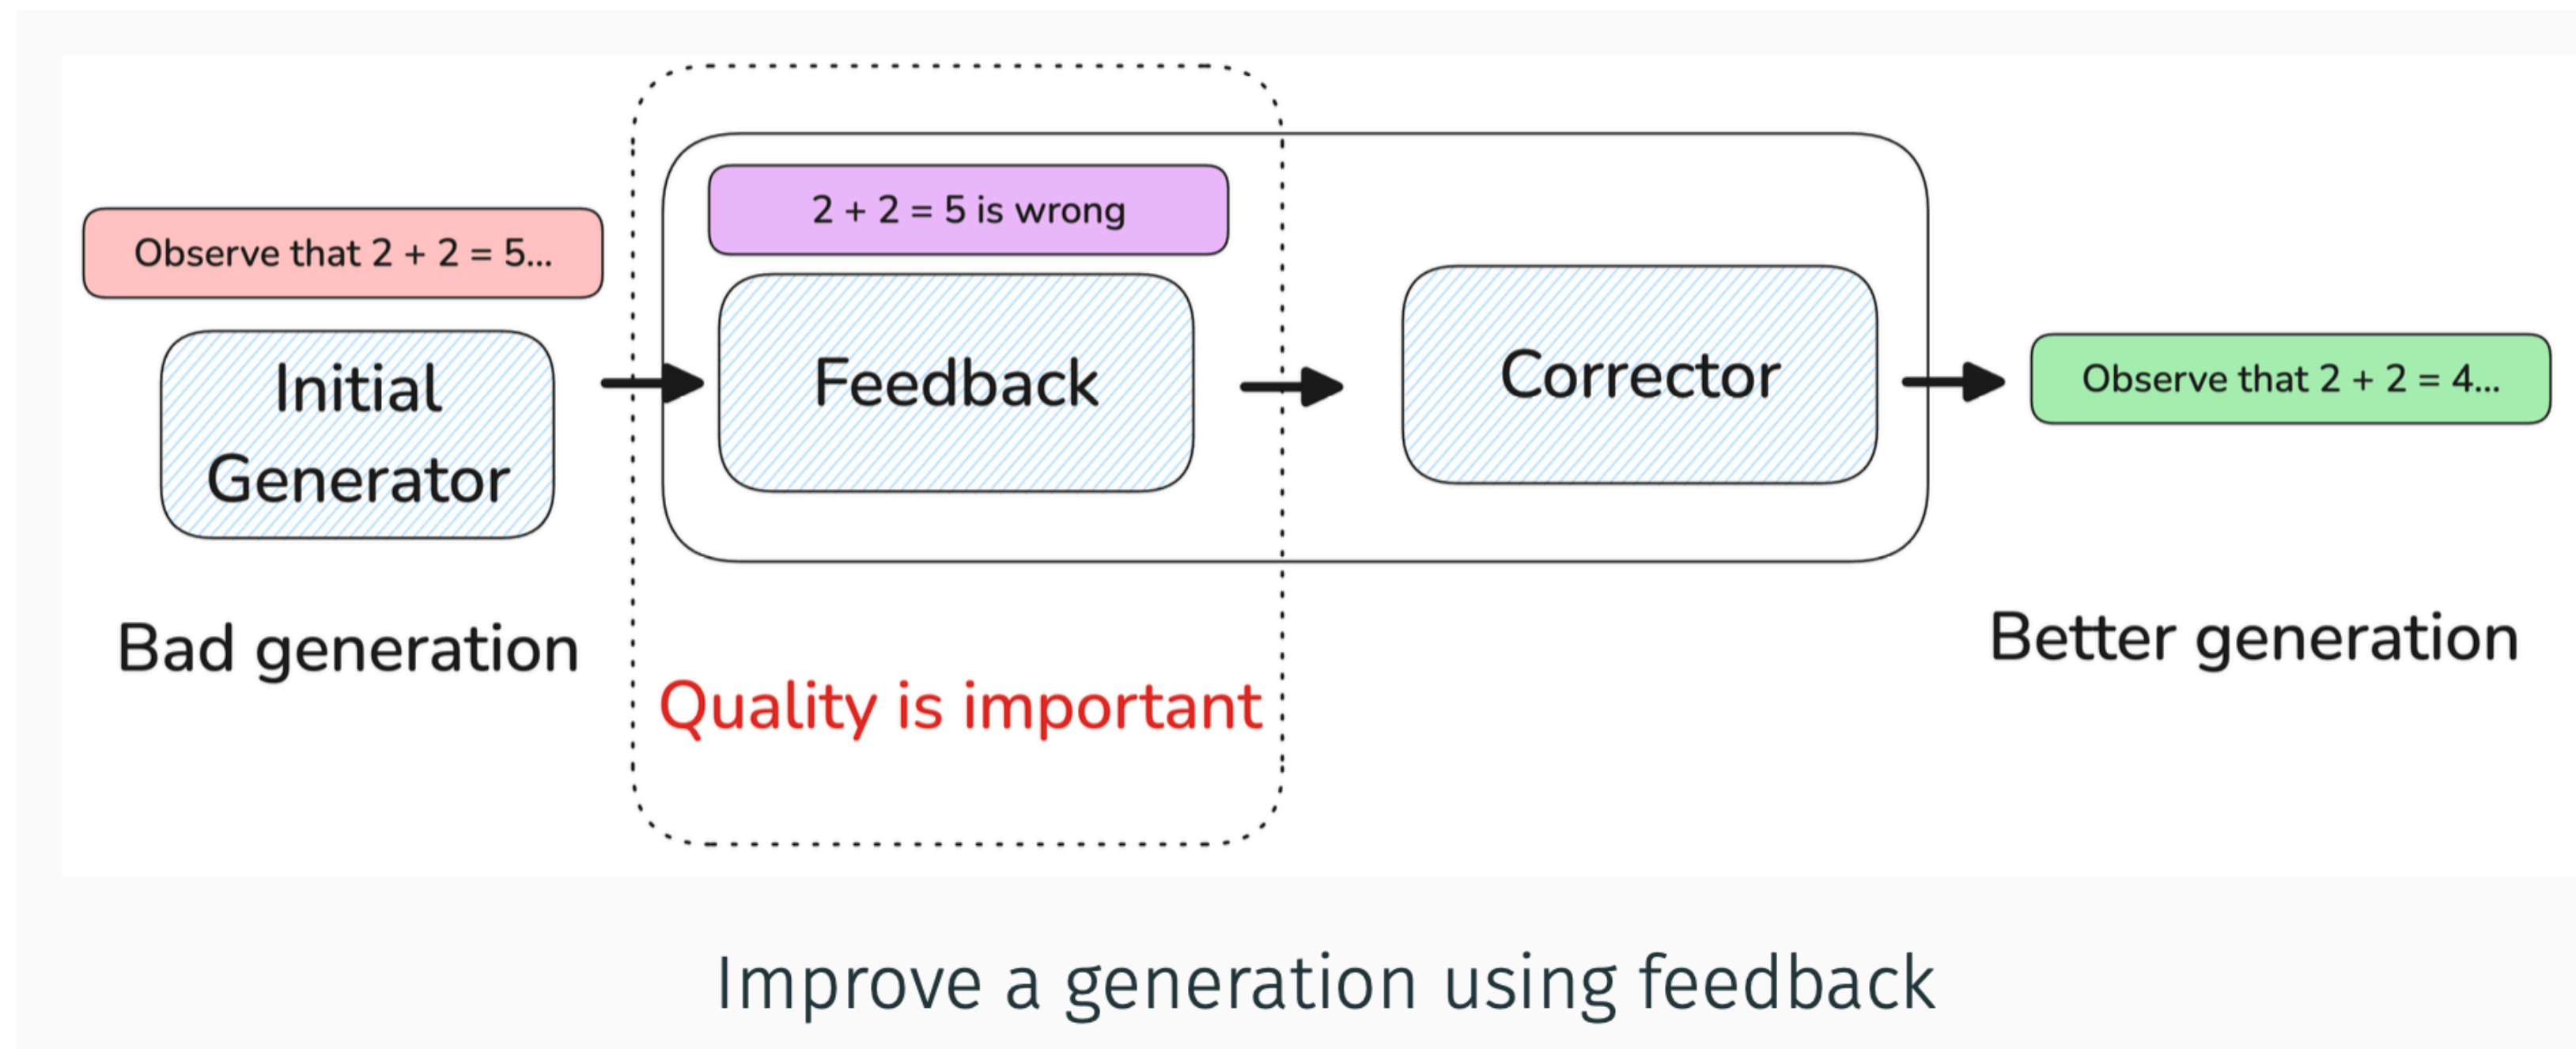 Observe that 2 + 2 = 5...
Initial
Generator
Bad generation
2 + 2 = 5 is wrong
Feedback
Quality is important
Corrector
Observe that 2 + 2 = 4...
Better generation
Improve a generation using feedback